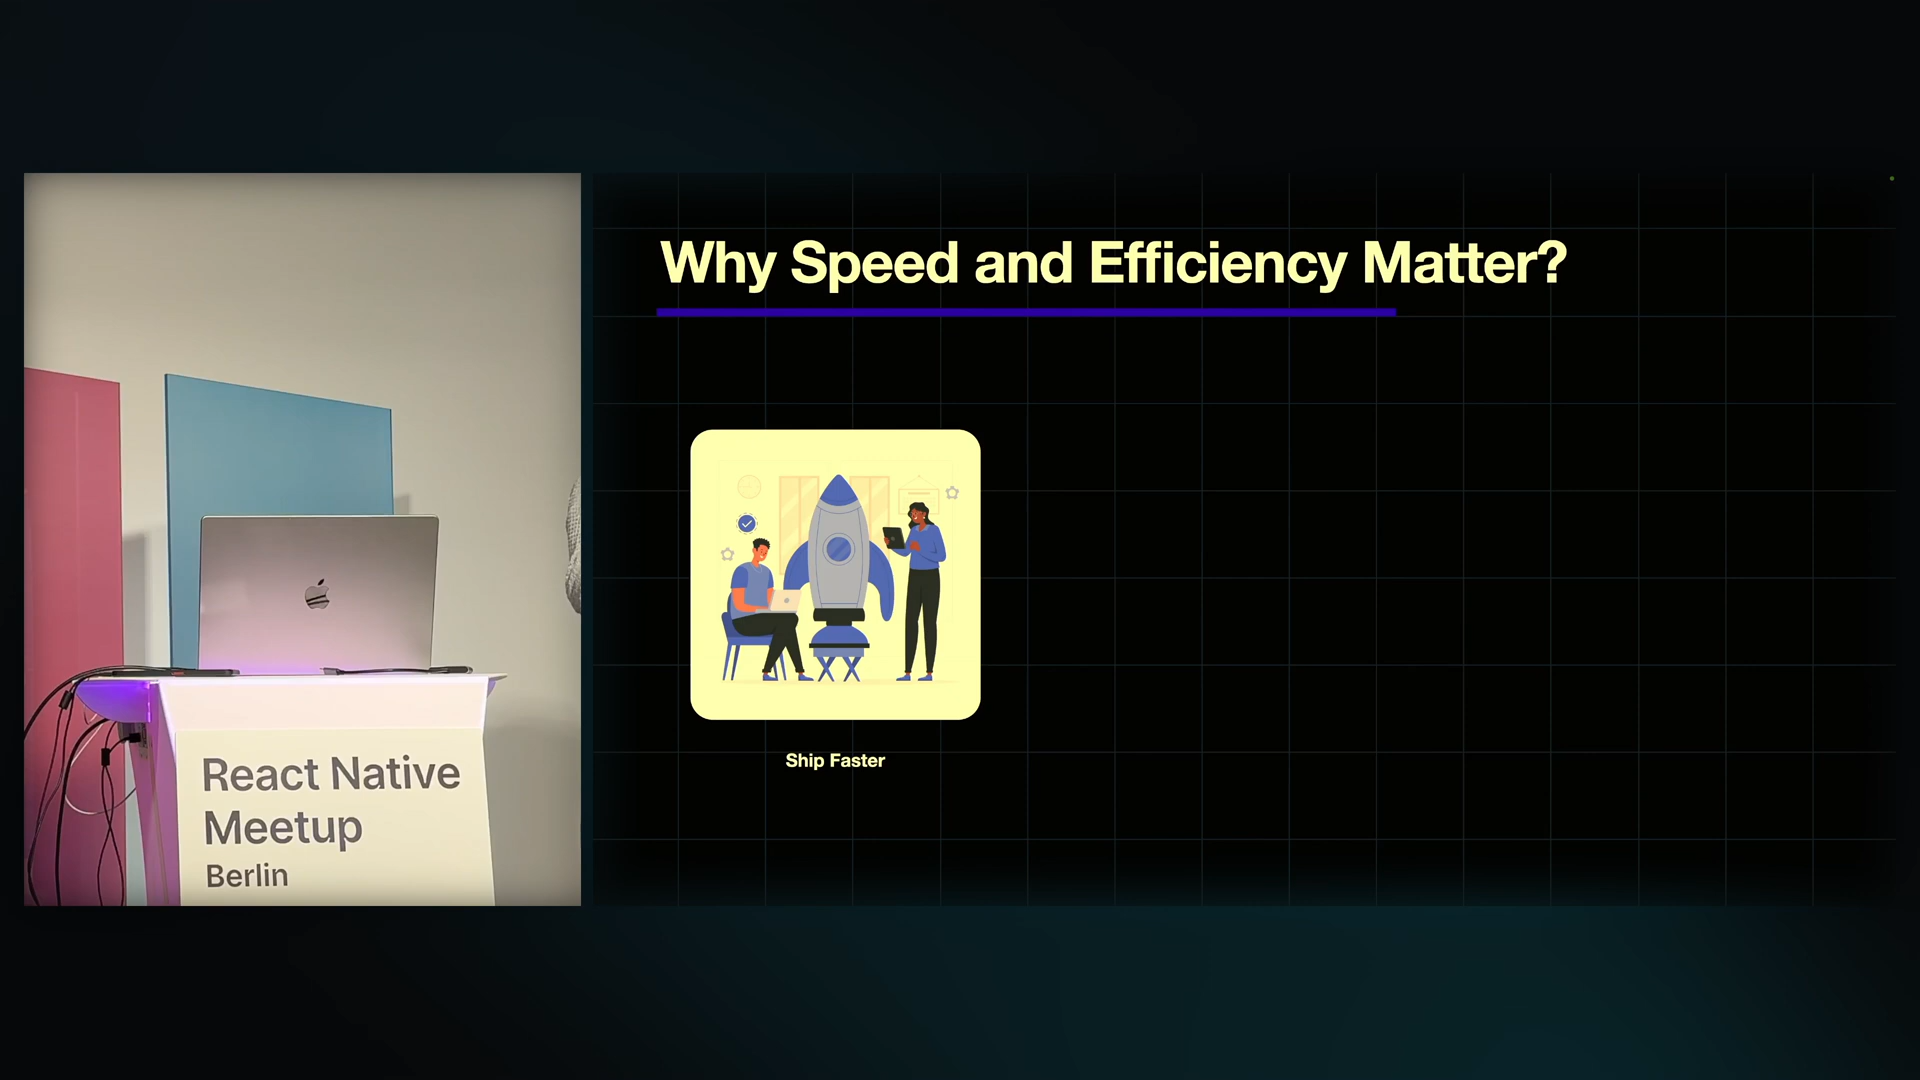 React Native
Meetup
Berlin
Why Speed and Efficiency Matter?
Ship Faster